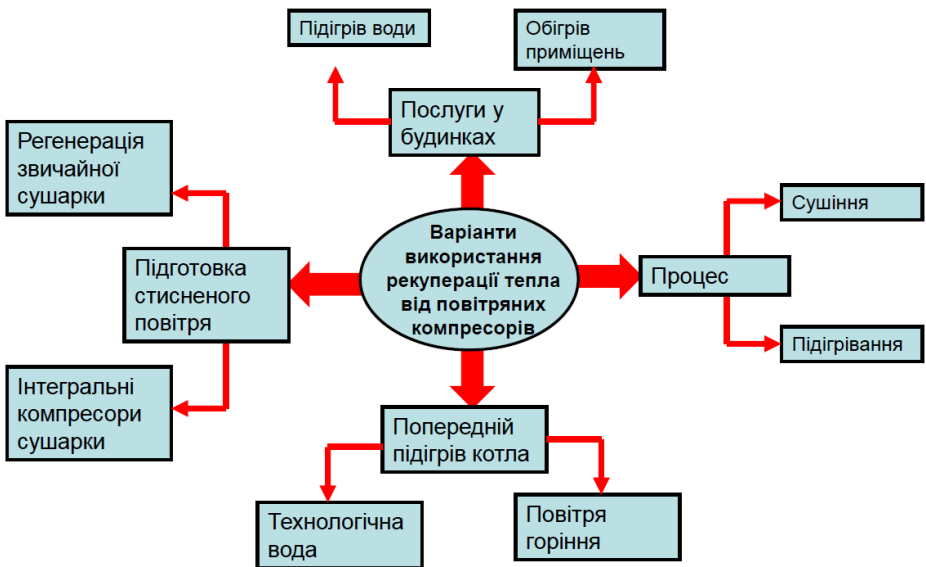 Підігрів води
Обігрів
приміщень
Послуги у
будинках
Регенерація
звичайної
сушарки
Сушіння
Варіанти
використання
рекуперації тепла
від повітряних
компресорів
Підготовка
стисненого
повітря
Процес
Підігрівання
Інтегральні
компресори
сушарки
Попередній
підігрів котла
Технологічна
вода
Повітря
горіння